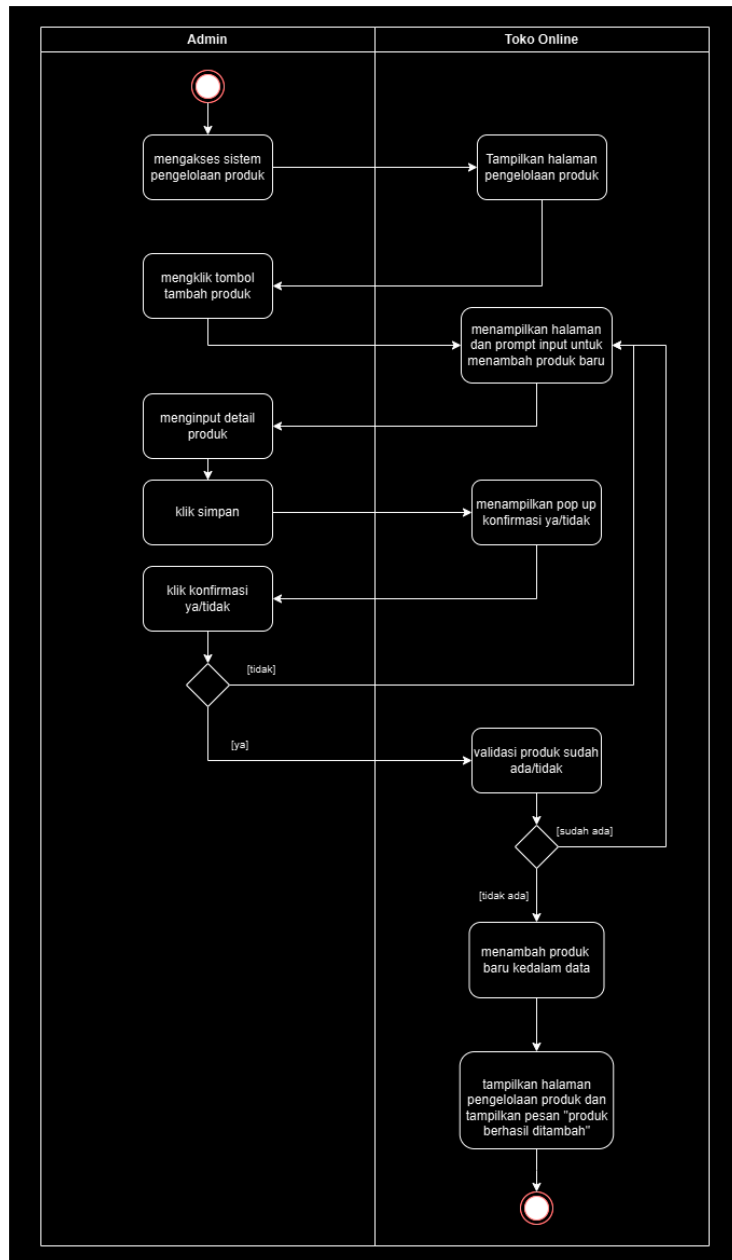 Admin
Toko Online
mengakses sistem
pengelolaan produk
Tampilkan halaman
pengelolaan produk
mengklik tombol
tambah produk
menampilkan halaman
dan prompt input untuk
menambah produk baru
menginput detail
produk
klik simpan
menampilkan pop up
konfirmasi ya/tidak
klik konfirmasi
ya/tidak
[tidak]
[ya]
validasi produk sudah
ada/tidak
[sudah ada]
[tidak ada]
menambah produk
baru kedalam data
tampilkan halaman
pengelolaan produk dan
tampilkan pesan "produk
berhasil ditambah"